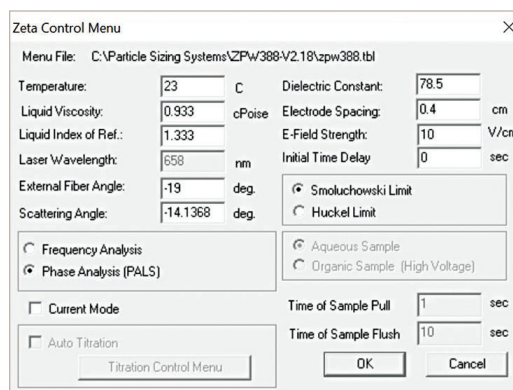 Zeta Control Menu
Menu File: C:\Particle Sizing Systems\ZPW388-V2.18\zpw388.tbl
Temperature: 23 C
Liquid Viscosity: 0.933 cPoise
Liquid Index of Ref.: 1.333
Laser Wavelength: 658 nm
External Fiber Angle: -19 deg.
Scattering Angle: -14.1368 deg.
Frequency Analysis
Phase Analysis (PALS)
Current Mode
Auto Titration
Titration Control Menu
Dielectric Constant: 78.5
Electrode Spacing: 0.4 cm
E-Field Strength: 10 V/cm
Initial Time Delay 0 sec
Smoluchowski Limit
Huckel Limit
Aqueous Sample
Organic Sample (High Voltage)
Time of Sample Pull 1 sec
Time of Sample Flush 10 sec
OK Cancel